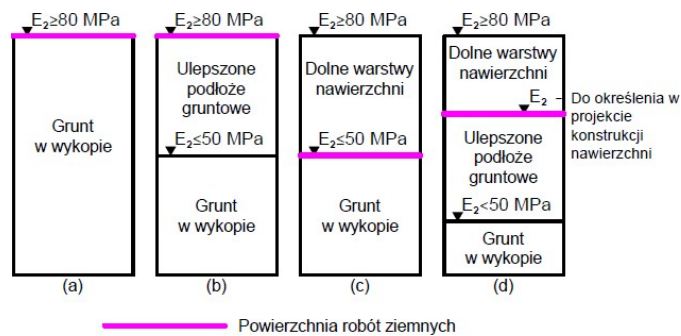 E₂≥80 MPa
Grunt
w wykopie
(a)
E₂≥80 MPa
Ulepszone
podłoże
gruntowe
E₂≤50 MPa
Grunt
w wykopie
(b)
E₂≥80 MPa
Dolne warstwy
nawierzchni
E₂≤50 MPa
Grunt
w wykopie
(c)
E₂≥80 MPa
Dolne warstwy
nawierzchni
E₂ – Do określenia w
projekcie
konstrukcji
nawierzchni
Ulepszone
podłoże
gruntowe
E₂<50 MPa
Grunt
w wykopie
(d)
Powierzchnia robót ziemnych